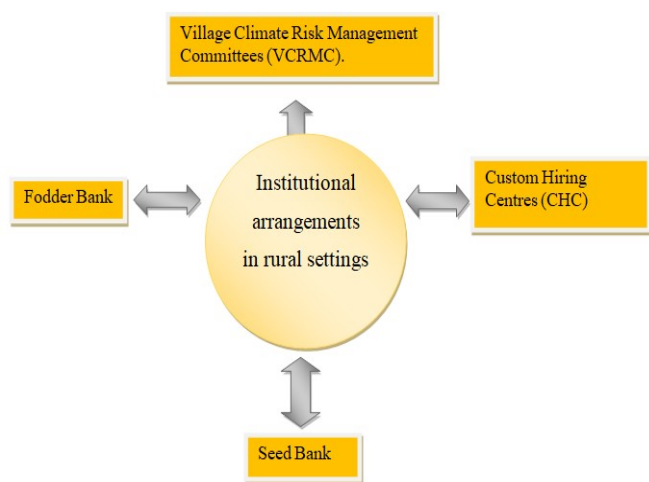 Village Climate Risk Management
Committees (VCRMC).
Fodder Bank
Institutional
arrangements
in rural settings
Custom Hiring
Centres (CHC)
Seed Bank